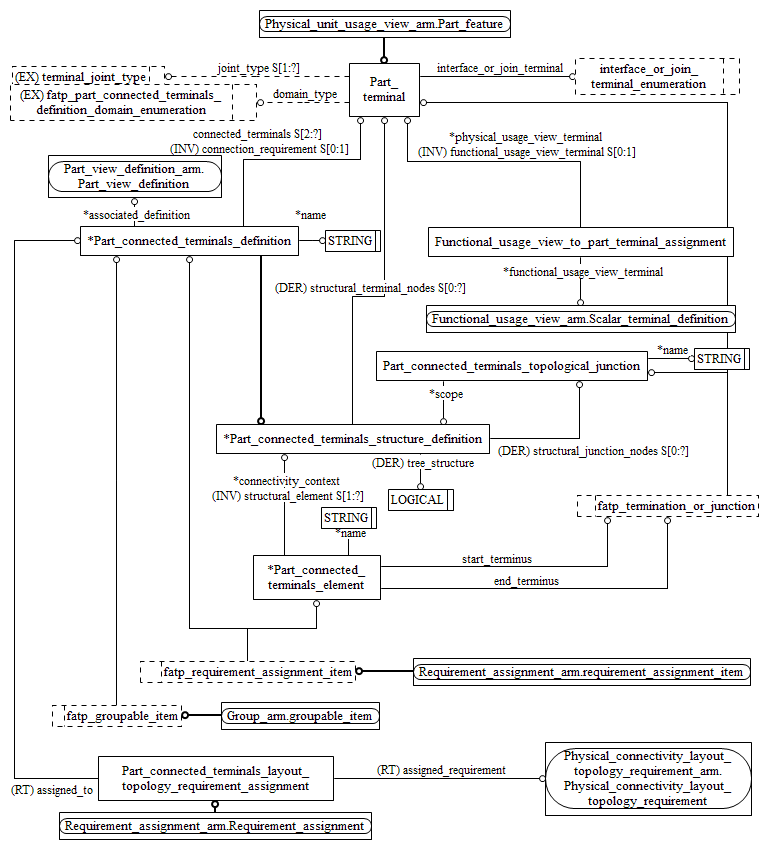 Physical_unit_usage_view_arm.Part_feature
joint_type S[1:?]
interface_or_join_terminal
(EX) terminal_joint_type
Part_
terminal
interface_or_join_
terminal_enumeration
(EX) fatp_part_connected_terminals_
definition_domain_enumeration
domain_type
connected_terminals S[2:?]
(INV) connection_requirement S[0:1]
*physical_usage_view_terminal
(INV) functional_usage_view_terminal S[0:1]
Part_view_definition_arm.
Part_view_definition
*associated_definition
*name
*Part_connected_terminals_definition
STRING
Functional_usage_view_to_part_terminal_assignment
*functional_usage_view_terminal
(DER) structural_terminal_nodes S[0:?]
Functional_usage_view_arm.Scalar_terminal_definition
*name
Part_connected_terminals_topological_junction
STRING
*scope
*Part_connected_terminals_structure_definition
(DER) structural_junction_nodes S[0:?]
(DER) tree_structure
*connectivity_context
(INV) structural_element S[1:?]
LOGICAL
STRING
fatp_termination_or_junction
*name
*Part_connected_
terminals_element
start_terminus
end_terminus
fatp_requirement_assignment_item
Requirement_assignment_arm.requirement_assignment_item
fatp_groupable_item
Group_arm.groupable_item
Part_connected_terminals_layout_
topology_requirement_assignment
(RT) assigned_to
(RT) assigned_requirement
Physical_connectivity_layout_
topology_requirement_arm.
Physical_connectivity_layout_
topology_requirement
Requirement_assignment_arm.Requirement_assignment